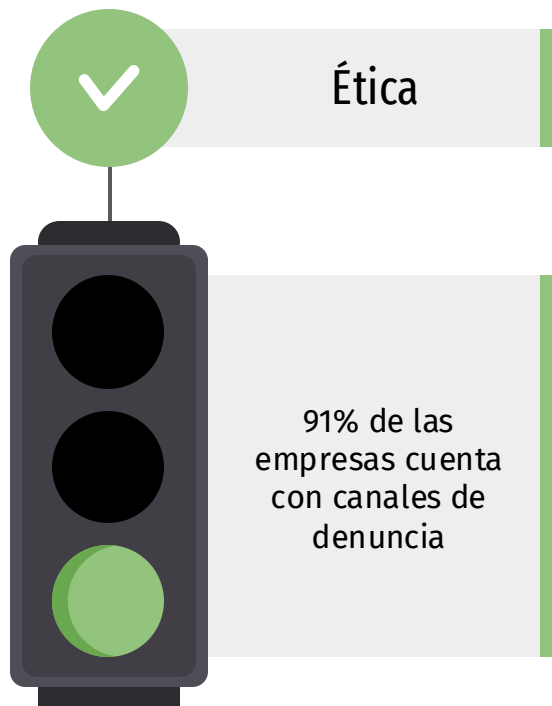 Ética
91% de las
empresas cuenta
con canales de
denuncia